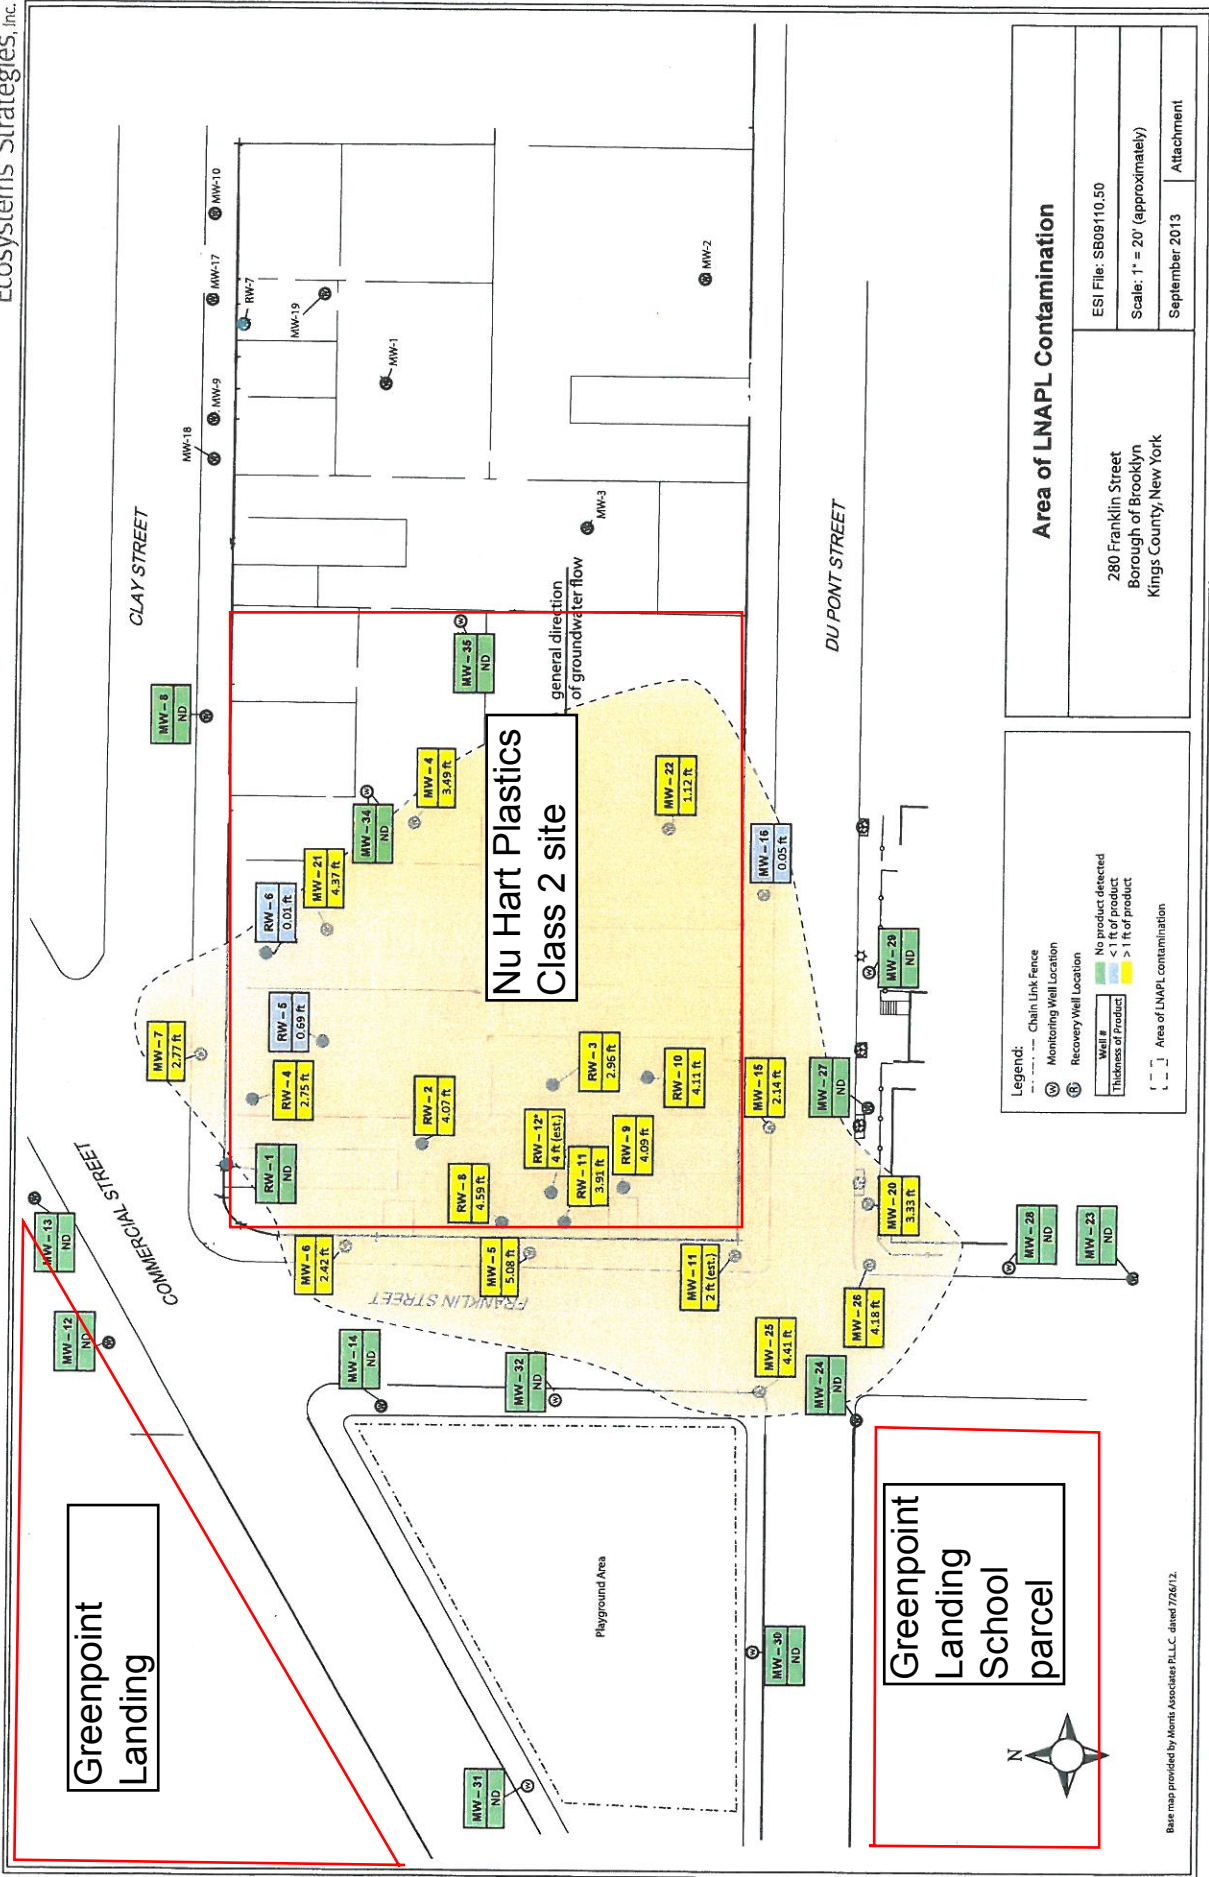 Ecosystems Strategies, Inc.
Greenpoint
Landing
MW-13
ND
MW-12
ND
COMMERCIAL STREET
CLAY STREET
MW-8
ND
MW-18
MW-9
MW-17
MW-10
RW-7
MW-19
MW-1
MW-2
MW-3
MW-7
2.77 ft
RW-1
ND
RW-4
2.75 ft
RW-5
0.69 ft
RW-6
0.01 ft
MW-21
4.37 ft
MW-34
ND
MW-4
3.49 ft
MW-35
ND
general direction
of groundwater flow
MW-6
2.42 ft
RW-2
4.07 ft
RW-8
4.59 ft
MW-5
5.08 ft
FRANKLIN STREET
RW-12*
4 ft (est.)
RW-11
3.91 ft
RW-3
2.96 ft
RW-9
4.09 ft
RW-10
4.11 ft
Nu Hart Plastics
Class 2 site
MW-22
1.12 ft
MW-11
2 ft (est.)
MW-15
2.14 ft
MW-16
0.05 ft
MW-14
ND
MW-32
ND
MW-31
ND
Playground Area
MW-30
ND
MW-25
4.41 ft
MW-24
ND
MW-26
4.18 ft
MW-20
3.33 ft
MW-27
ND
MW-29
ND
MW-28
ND
MW-23
ND
DU PONT STREET
Greenpoint
Landing
School
parcel
N
Base map provided by Morris Associates P.L.L.C. dated 7/26/12.
Legend:
Chain Link Fence
W Monitoring Well Location
R Recovery Well Location
Well #
Thickness of Product
No product detected
< 1 ft of product
> 1 ft of product
Area of LNAPL contamination
Area of LNAPL Contamination
280 Franklin Street
Borough of Brooklyn
Kings County, New York
ESI File: SB09110.50
Scale: 1" = 20' (approximately)
September 2013
Attachment